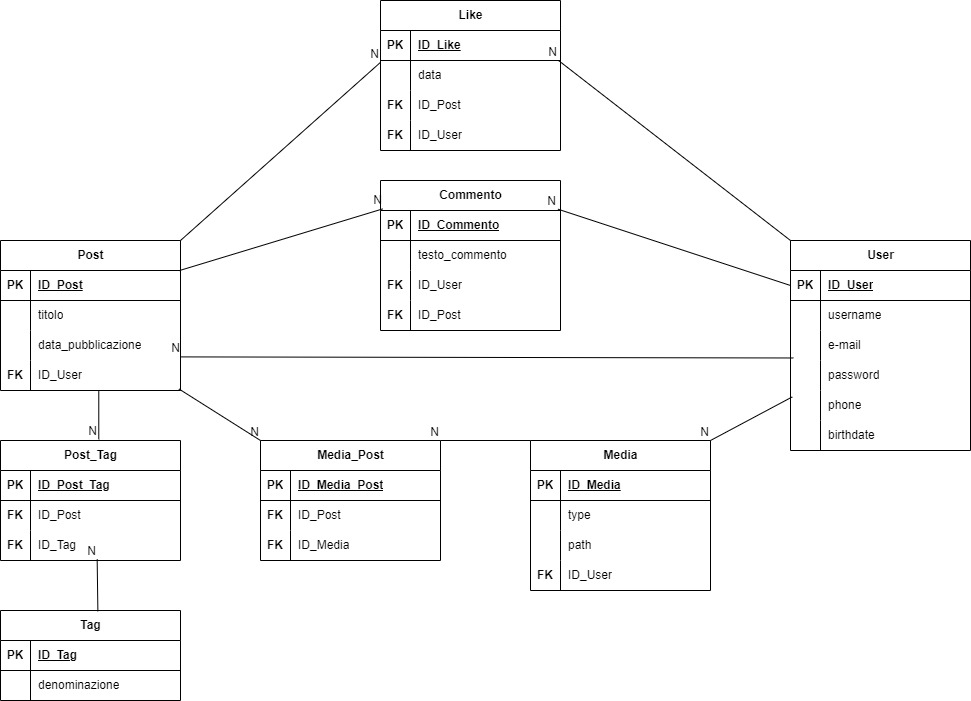 Like
PK ID_Like
data
FK ID_Post
FK ID_User
N
N
Commento
PK ID_Commento
testo_commento
FK ID_User
FK ID_Post
N
N
Post
PK ID_Post
titolo
data_pubblicazione
FK ID_User
N
User
PK ID_User
username
e-mail
password
phone
birthdate
N
Post_Tag
PK ID_Post_Tag
FK ID_Post
FK ID_Tag
N
N
Media_Post
PK ID_Media_Post
FK ID_Post
FK ID_Media
N
N
Media
PK ID_Media
type
path
FK ID_User
Tag
PK ID_Tag
denominazione